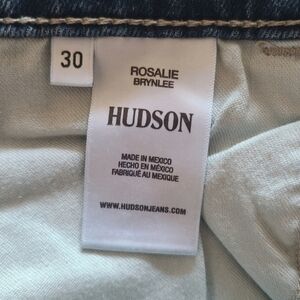 30
ROSALIE
BRYNLEE
HUDSON
MADE IN MEXICO
HECHO EN MÉXICO
FABRIQUÉ AU MEXIQUE
WWW.HUDSONJEANS.COM